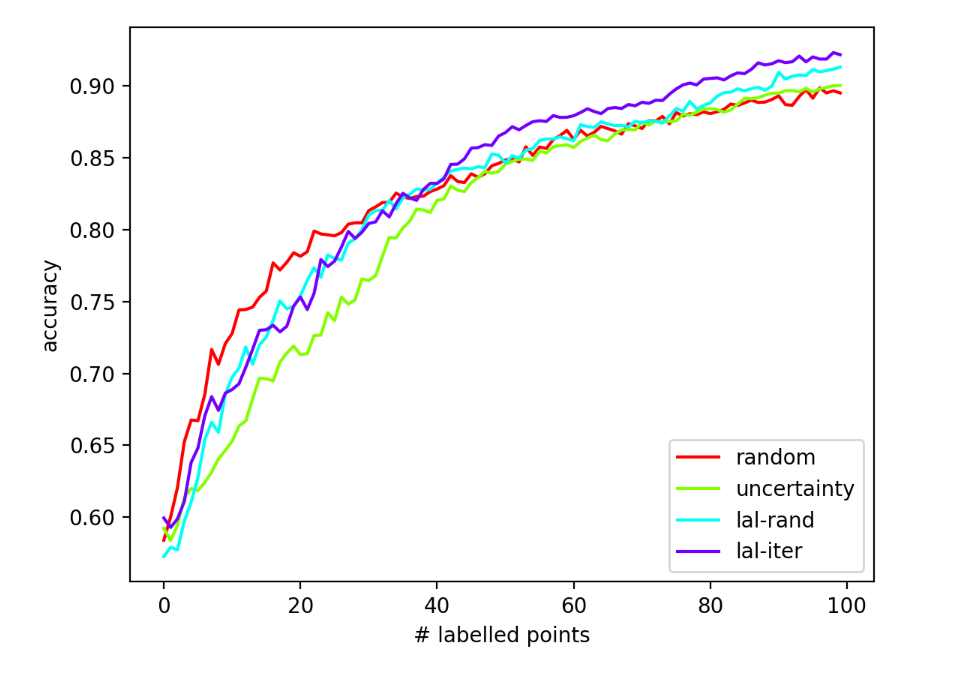 0.90
0.85
0.80
0.75
0.70
0.65
0.60
accuracy
0 20 40 60 80 100
# labelled points
random
uncertainty
lal-rand
lal-iter